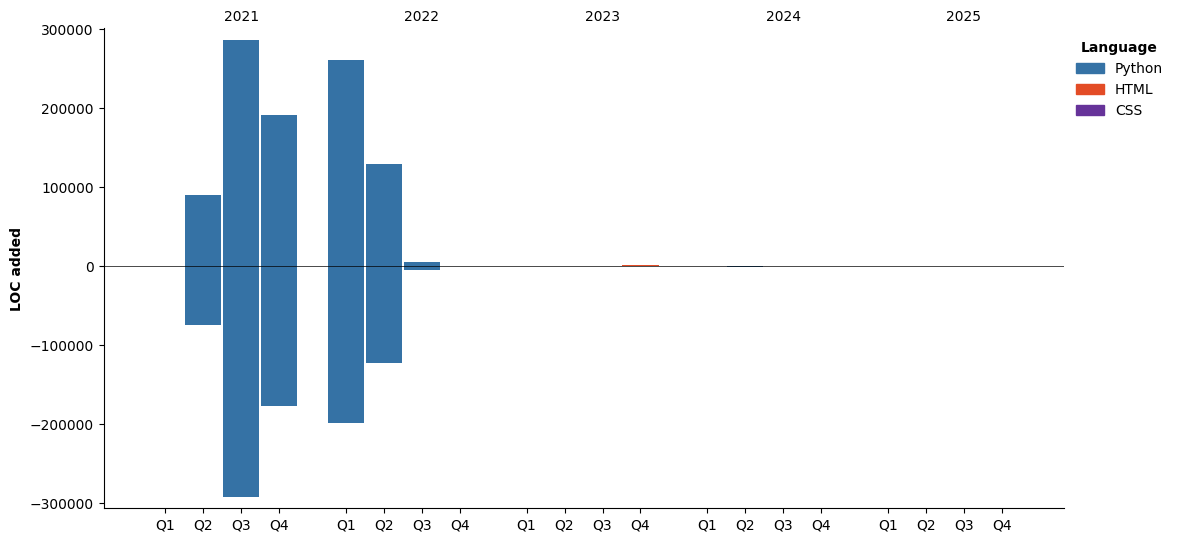 2021 2022 2023 2024 2025
300000
200000
100000
0
−100000
−200000
−300000
LOC added
Q1 Q2 Q3 Q4 Q1 Q2 Q3 Q4 Q1 Q2 Q3 Q4 Q1 Q2 Q3 Q4 Q1 Q2 Q3 Q4
Language
Python
HTML
CSS